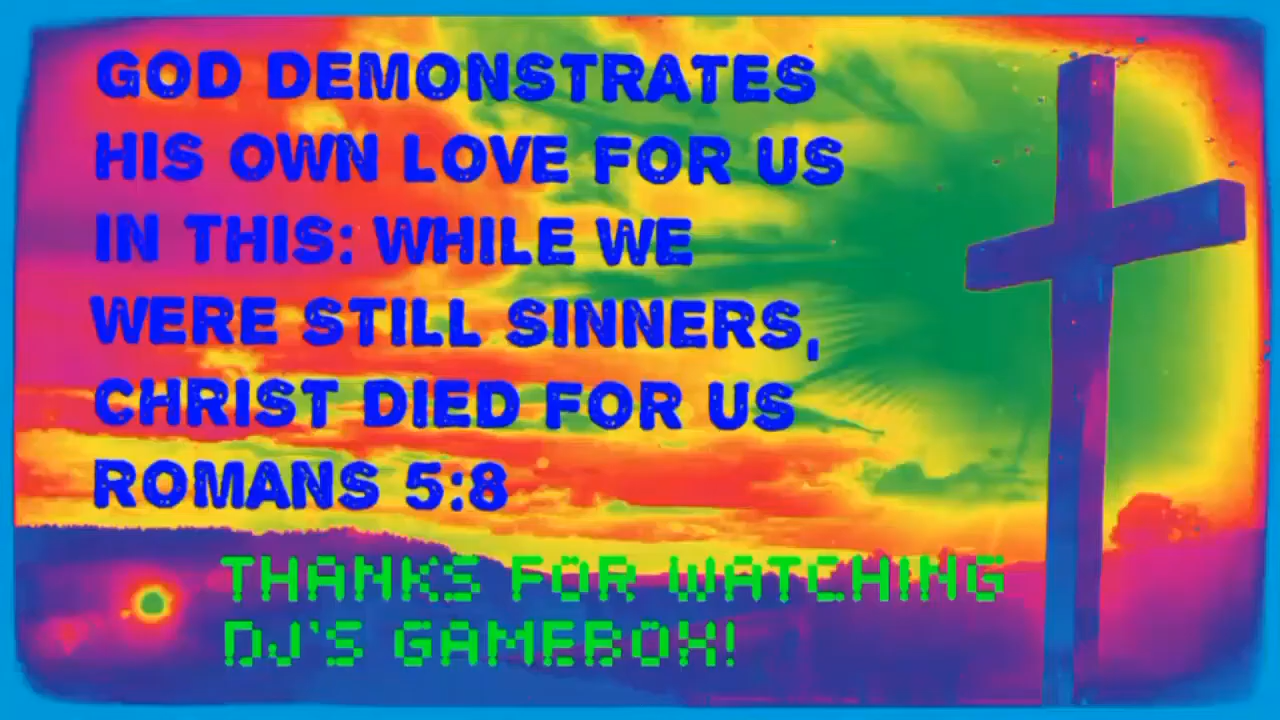 GOD DEMONSTRATES
HIS OWN LOVE FOR US
IN THIS: WHILE WE
WERE STILL SINNERS,
CHRIST DIED FOR US
ROMANS 5:8
THANKS FOR WATCHING
DJ'S GAMEBOX!